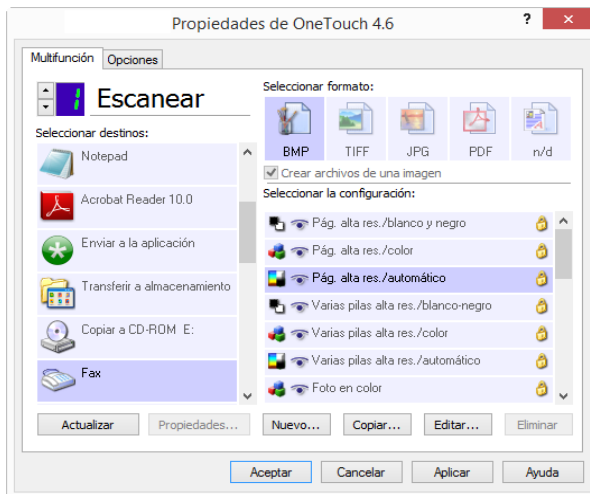 Propiedades de OneTouch 4.6
?
×
Multifunción
Opciones
1
Escanear
Seleccionar destinos:
Notepad
Acrobat Reader 10.0
Enviar a la aplicación
Transferir a almacenamiento
Copiar a CD-ROM E:
Fax
Actualizar
Propiedades...
Seleccionar formato:
BMP
TIFF
JPG
PDF
n/d
Crear archivos de una imagen
Seleccionar la configuración:
Pág. alta res./blanco y negro
Pág. alta res./color
Pág. alta res./automático
Varias pilas alta res./blanco-negro
Varias pilas alta res./color
Varias pilas alta res./automático
Foto en color
Nuevo...
Copiar...
Editar...
Eliminar
Aceptar
Cancelar
Aplicar
Ayuda